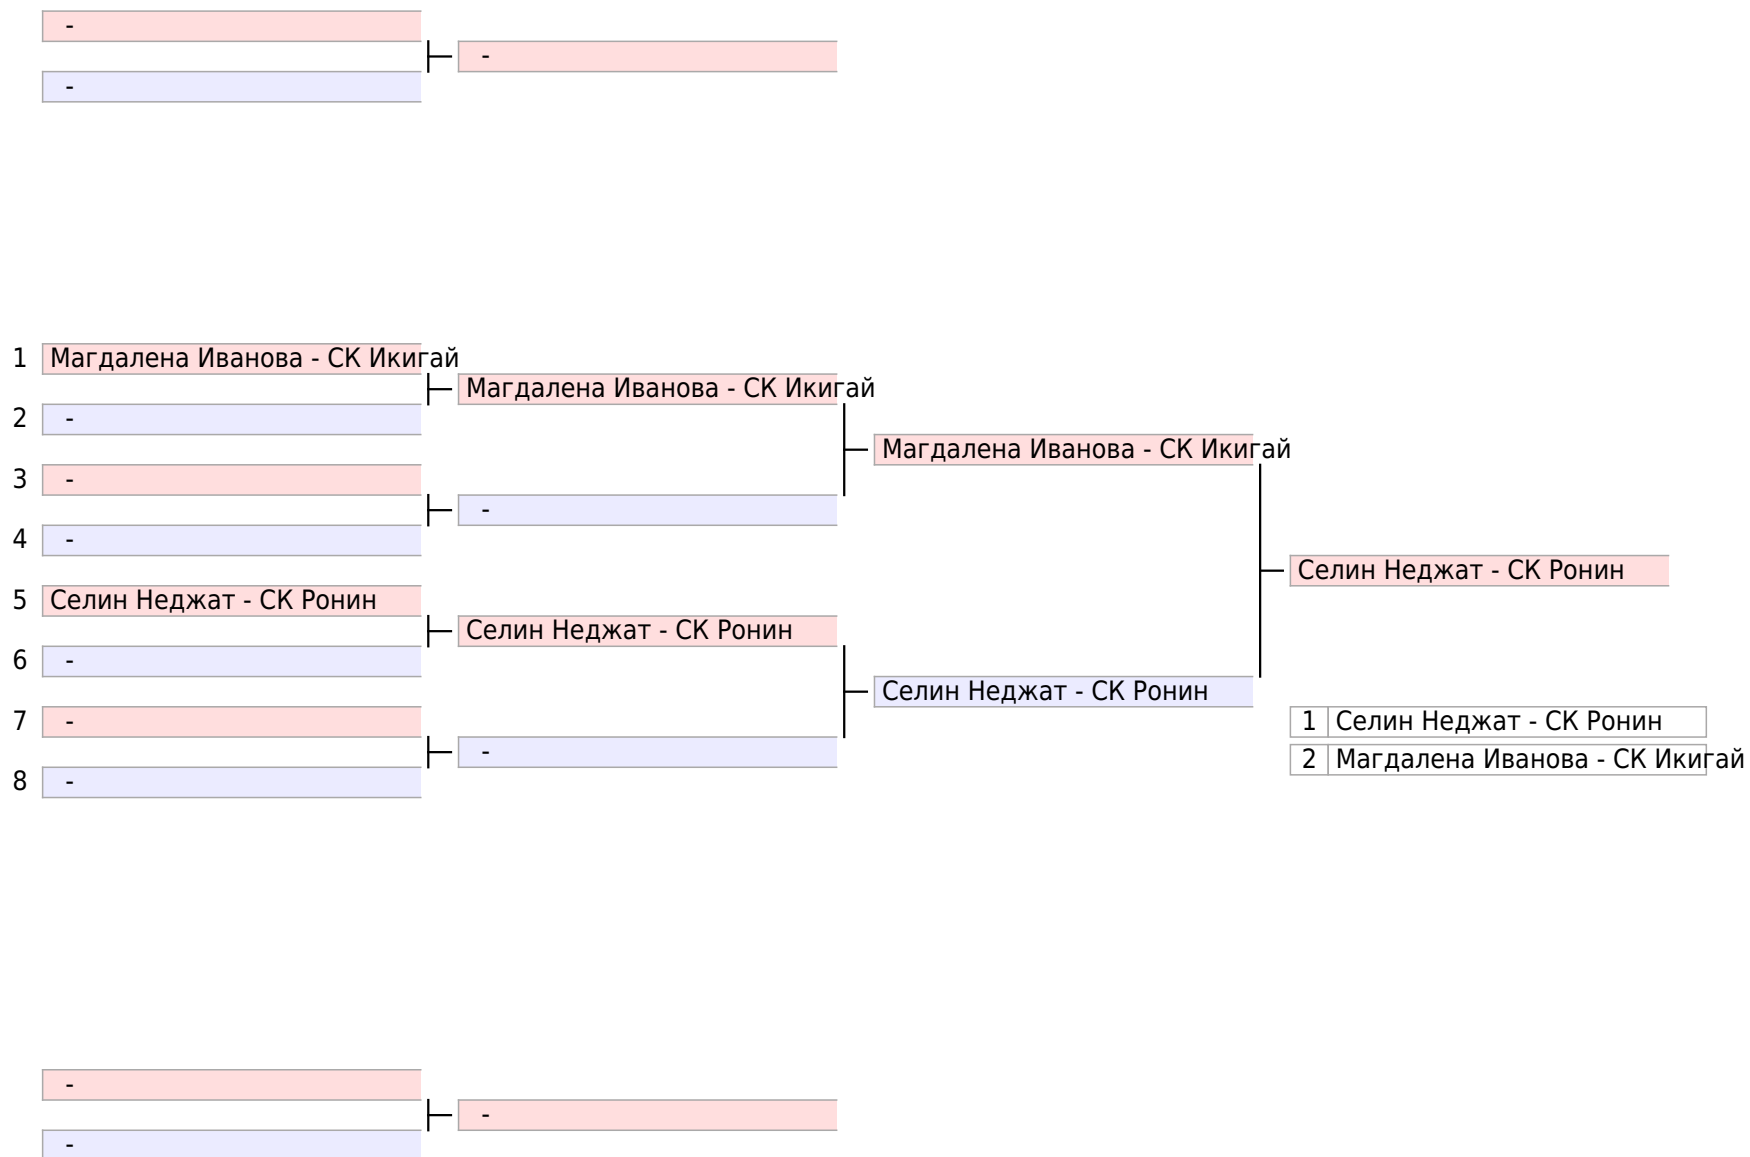 -
-
-
1 Магдалена Иванова - СК Икигай
Магдалена Иванова - СК Икигай
2 -
Магдалена Иванова - СК Икигай
3 -
-
4 -
Селин Неджат - СК Ронин
5 Селин Неджат - СК Ронин
Селин Неджат - СК Ронин
6 -
Селин Неджат - СК Ронин
7 -
1 Селин Неджат - СК Ронин
-
2 Магдалена Иванова - СК Икигай
8 -
-
-
-